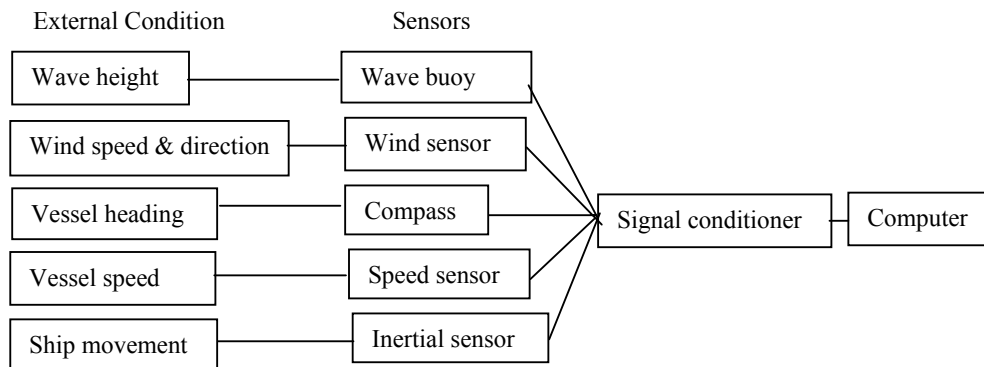 External Condition Sensors
Wave height Wave buoy
Wind speed & direction Wind sensor
Vessel heading Compass Signal conditioner Computer
Vessel speed Speed sensor
Ship movement Inertial sensor